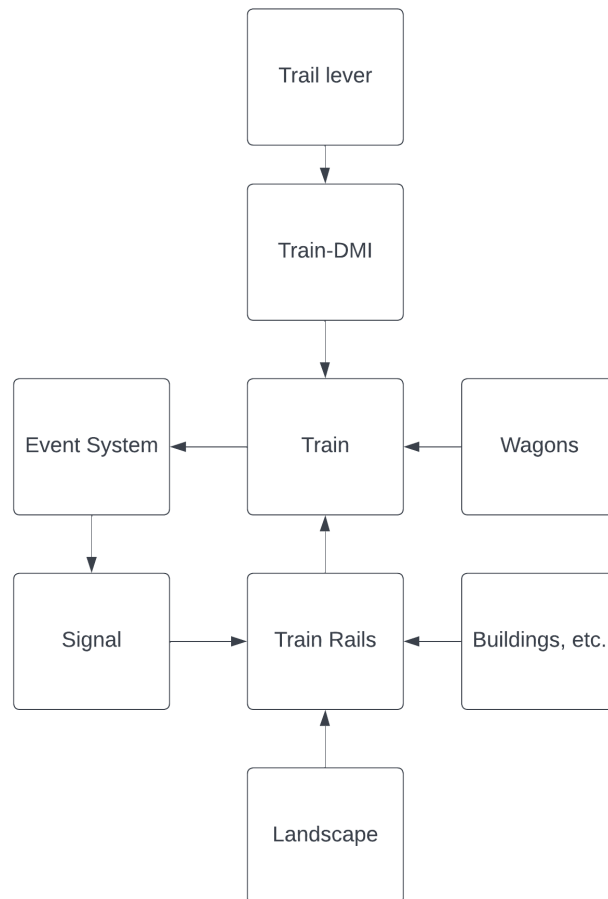 Trail lever
Train-DMI
Event System
Train
Wagons
Signal
Train Rails
Buildings, etc.
Landscape